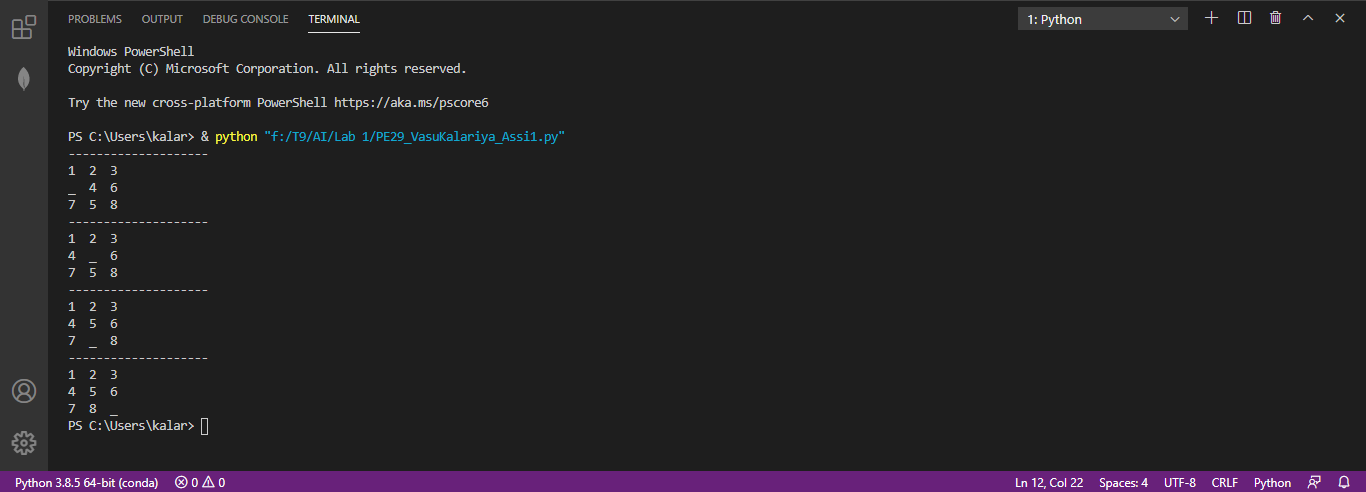 PROBLEMS OUTPUT DEBUG CONSOLE TERMINAL 1: Python
Windows PowerShell
Copyright (C) Microsoft Corporation. All rights reserved.
Try the new cross-platform PowerShell https://aka.ms/pscore6
PS C:\Users\kalar> & python "f:/T9/AI/Lab 1/PE29_VasuKalariya_Assi1.py"
--------------------
1 2 3
_ 4 6
7 5 8
--------------------
1 2 3
4 _ 6
7 5 8
--------------------
1 2 3
4 5 6
7 _ 8
--------------------
1 2 3
4 5 6
7 8 _
PS C:\Users\kalar>
Python 3.8.5 64-bit (conda) 0 0 Ln 12, Col 22 Spaces: 4 UTF-8 CRLF Python